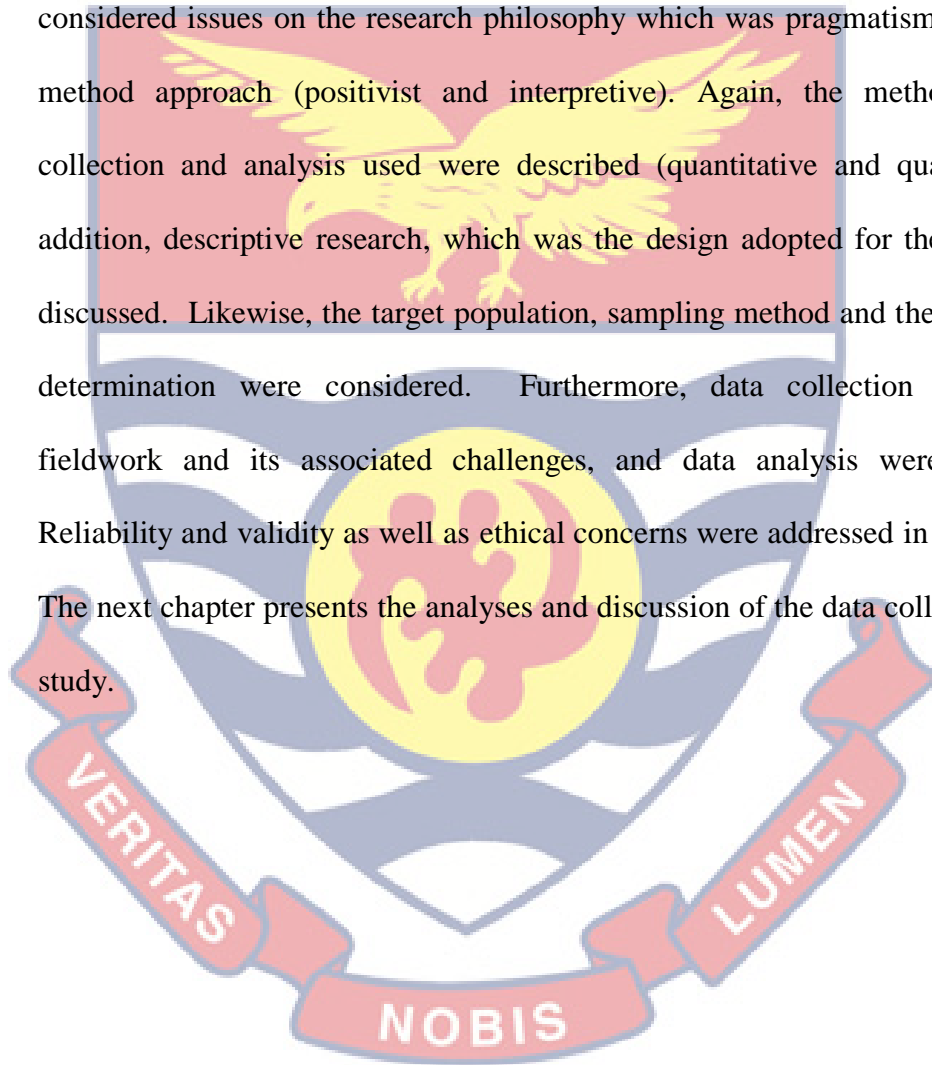 considered issues on the research philosophy which was pragmatism
method approach (positivist and interpretive). Again, the metho
collection and analysis used were described (quantitative and qua
addition, descriptive research, which was the design adopted for the
discussed. Likewise, the target population, sampling method and the
determination were considered. Furthermore, data collection
fieldwork and its associated challenges, and data analysis were
Reliability and validity as well as ethical concerns were addressed in
The next chapter presents the analyses and discussion of the data coll
study.
VERITAS
NOBIS
LUMEN